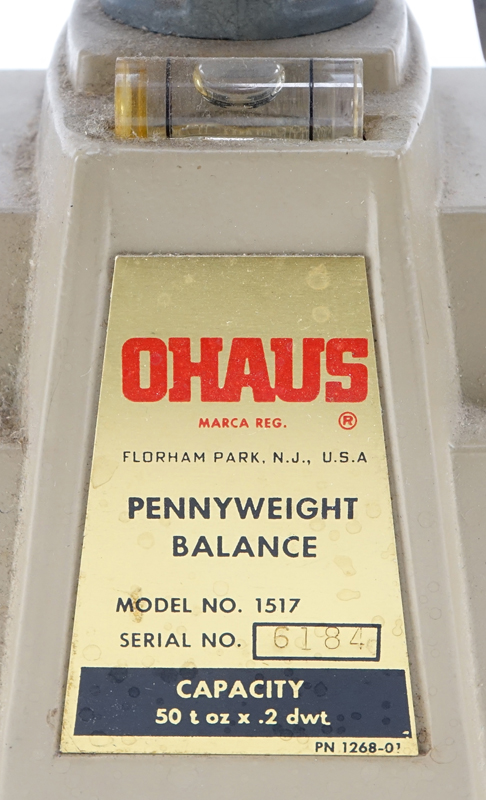 OHAUS
MARCA REG. ®
FLORHAM PARK, N.J., U.S.A
PENNYWEIGHT
BALANCE
MODEL NO. 1517
SERIAL NO. 6184
CAPACITY
50 t oz x .2 dwt
PN 1268-01